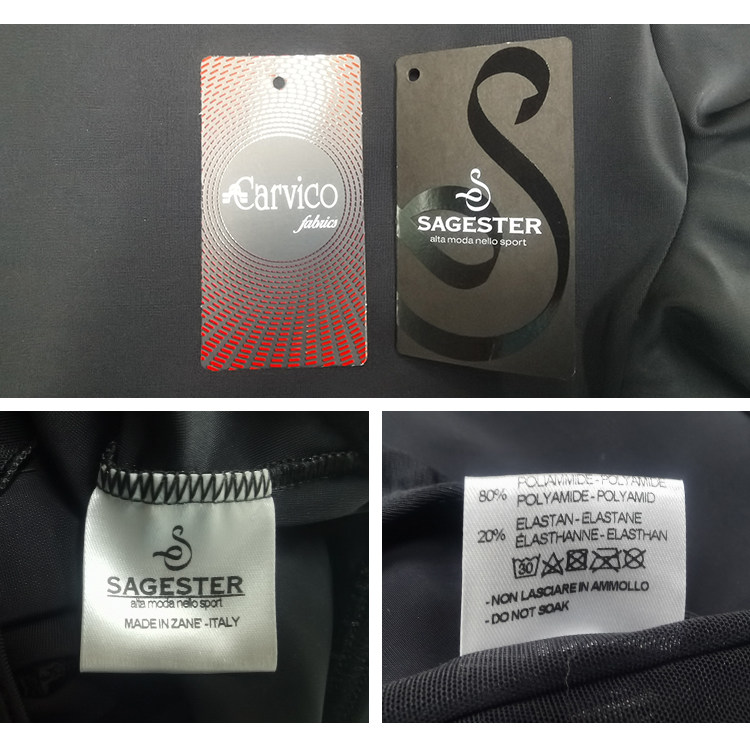 Carvico
fabrics
SAGESTER
alta moda nello sport
SAGESTER
alta moda nello sport
MADE IN ZANE' - ITALY
POLIAMMIDE - POLYAMIDE
80% POLYAMIDE - POLYAMID
20% ELASTAN - ÉLASTANE
ÉLASTHANNE - ELASTHAN
30
- NON LASCIARE IN AMMOLLO
- DO NOT SOAK